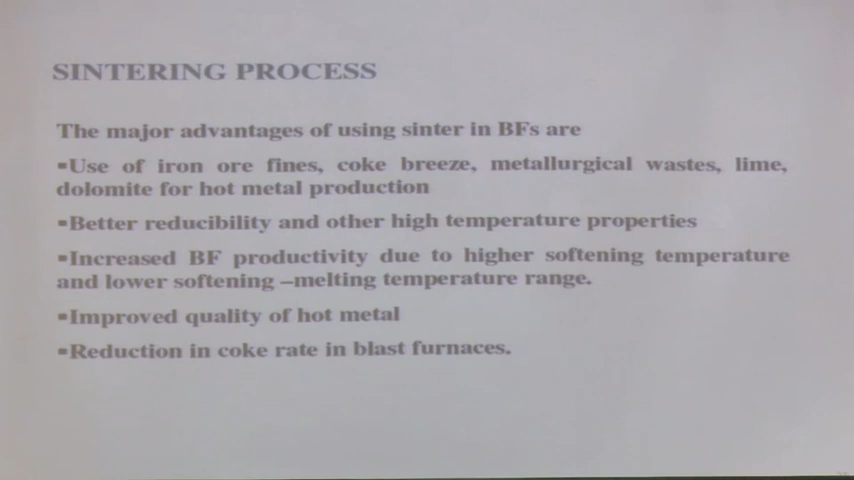 SINTERING PROCESS
The major advantages of using sinter in BFs are
▪Use of iron ore fines, coke breeze, metallurgical wastes, lime,
dolomite for hot metal production
▪Better reducibility and other high temperature properties
▪Increased BF productivity due to higher softening temperature
and lower softening –melting temperature range.
▪Improved quality of hot metal
▪Reduction in coke rate in blast furnaces.